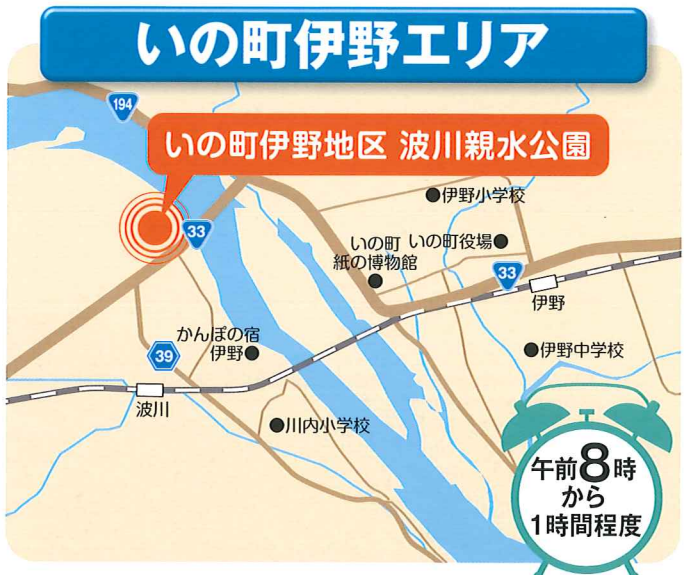 いの町伊野エリア
194
いの町伊野地区 波川親水公園
伊野小学校
33
いの町
紙の博物館
いの町役場
33
伊野
かんぽの宿
伊野
39
伊野中学校
波川
川内小学校
午前8時
から
1時間程度